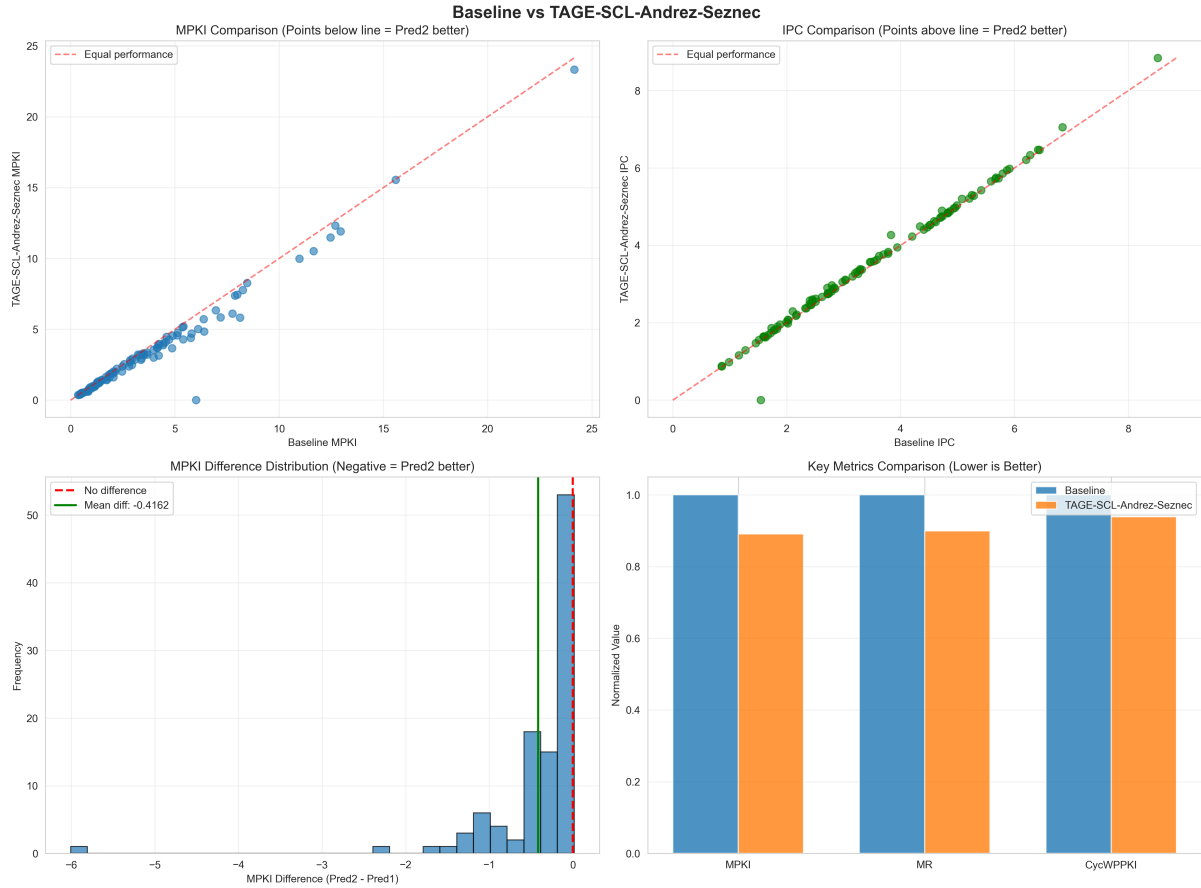 Baseline vs TAGE-SCL-Andrez-Seznec
MPKI Comparison (Points below line = Pred2 better)
Equal performance
25
20
15
10
5
0
TAGE-SCL-Andrez-Seznec MPKI
0 5 10 15 20 25
Baseline MPKI
IPC Comparison (Points above line = Pred2 better)
Equal performance
8
6
4
2
0
TAGE-SCL-Andrez-Seznec IPC
0 2 4 6 8
Baseline IPC
MPKI Difference Distribution (Negative = Pred2 better)
No difference
Mean diff: -0.4162
50
40
30
20
10
0
Frequency
−6 −5 −4 −3 −2 −1 0
MPKI Difference (Pred2 - Pred1)
Key Metrics Comparison (Lower is Better)
Baseline
TAGE-SCL-Andrez-Seznec
1.0
0.8
0.6
0.4
0.2
0.0
Normalized Value
MPKI MR CycWPPKI